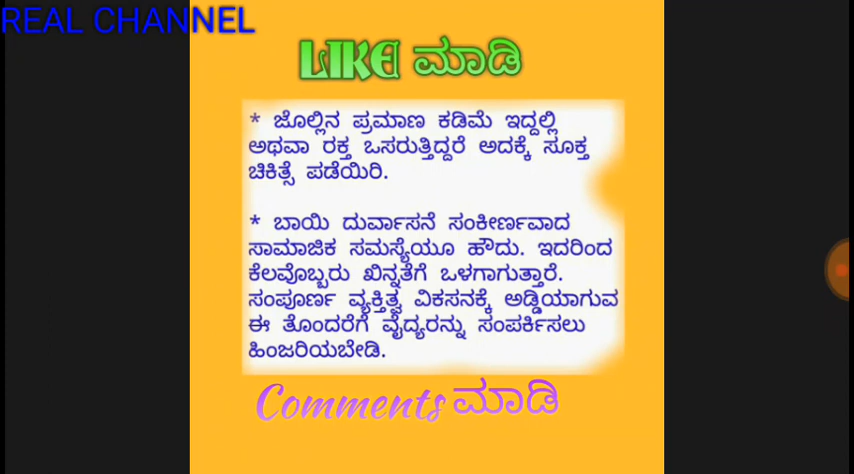 REAL CHANNEL
LIKE ಮಾಡಿ
* ಜೊಲ್ಲಿನ ಪ್ರಮಾಣ ಕಡಿಮೆ ಇದ್ದಲ್ಲಿ
ಅಥವಾ ರಕ್ತ ಒಸರುತ್ತಿದ್ದರೆ ಅದಕ್ಕೆ ಸೂಕ್ತ
ಚಿಕಿತ್ಸೆ ಪಡೆಯಿರಿ.
* ಬಾಯಿ ದುರ್ವಾಸನೆ ಸಂಕೀರ್ಣವಾದ
ಸಾಮಾಜಿಕ ಸಮಸ್ಯೆಯೂ ಹೌದು. ಇದರಿಂದ
ಕೆಲವೊಬ್ಬರು ಖಿನ್ನತೆಗೆ ಒಳಗಾಗುತ್ತಾರೆ.
ಸಂಪೂರ್ಣ ವ್ಯಕ್ತಿತ್ವ ವಿಕಸನಕ್ಕೆ ಅಡ್ಡಿಯಾಗುವ
ಈ ತೊಂದರೆಗೆ ವೈದ್ಯರನ್ನು ಸಂಪರ್ಕಿಸಲು
ಹಿಂಜರಿಯಬೇಡಿ.
Comments ಮಾಡಿ